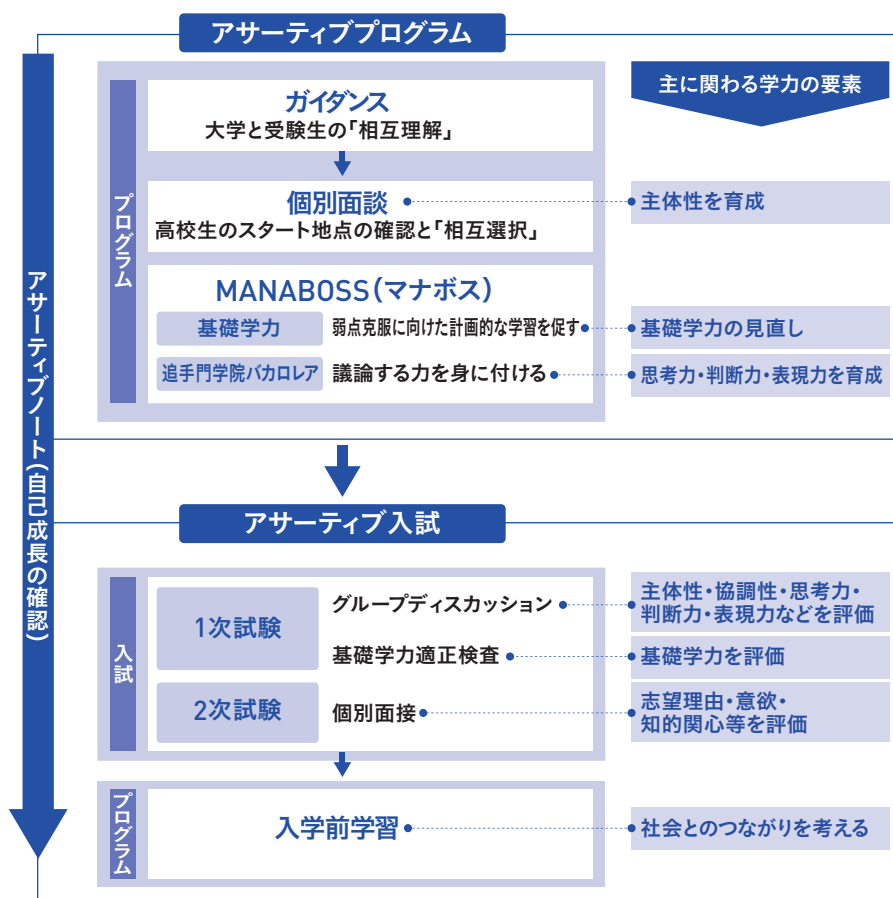 アサーティブプログラム
主に関わる学力の要素
アサーティブノート(自己成長の確認)
プログラム
ガイダンス
大学と受験生の「相互理解」
個別面談
高校生のスタート地点の確認と「相互選択」
主体性を育成
MANABOSS(マナボス)
基礎学力
弱点克服に向けた計画的な学習を促す
基礎学力の見直し
追手門学院バカロレア
議論する力を身に付ける
思考力・判断力・表現力を育成
アサーティブ入試
入試
1次試験
グループディスカッション
主体性・協調性・思考力・
判断力・表現力などを評価
基礎学力適正検査
基礎学力を評価
2次試験
個別面接
志望理由・意欲・
知的関心等を評価
プログラム
入学前学習
社会とのつながりを考える